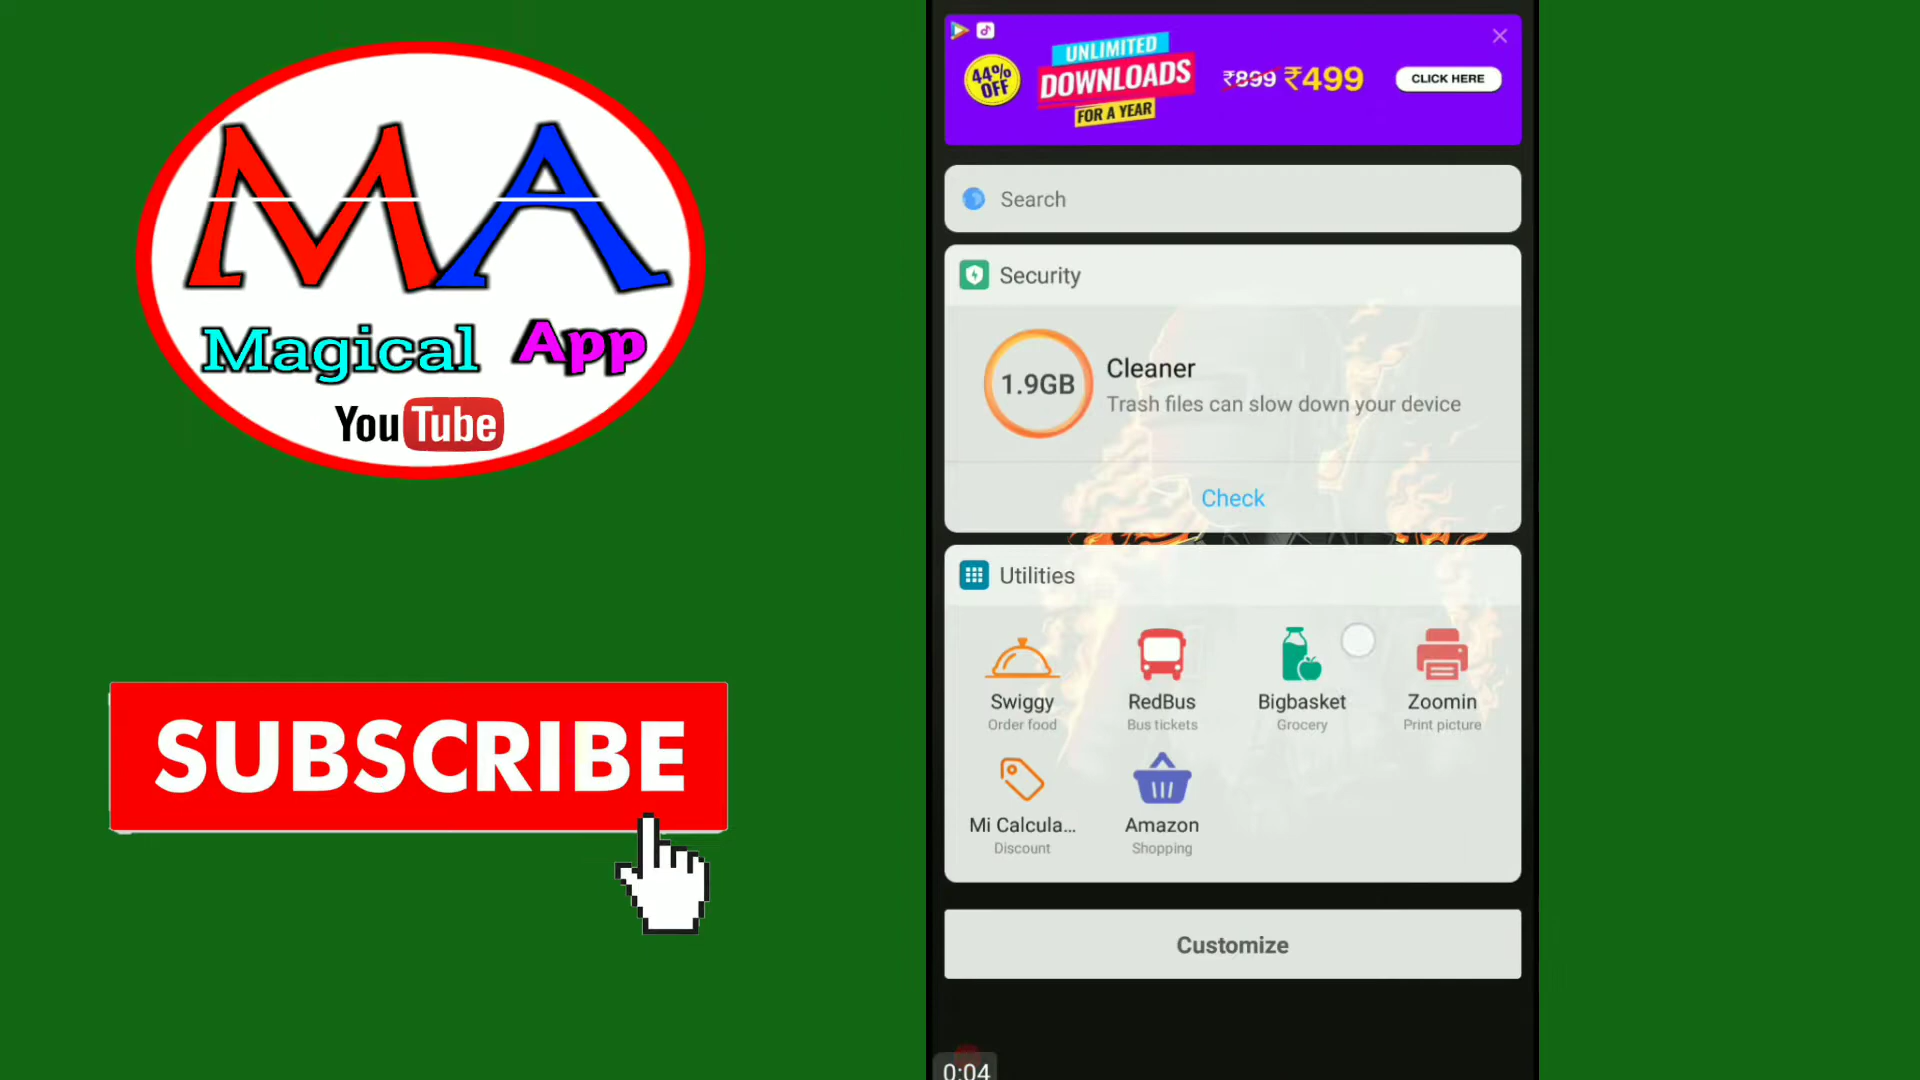 MA
Magical App
YouTube
SUBSCRIBE
44% OFF
UNLIMITED
DOWNLOADS
FOR A YEAR
₹899 ₹499
CLICK HERE
Search
Security
1.9GB
Cleaner
Trash files can slow down your device
Check
Utilities
Swiggy RedBus Bigbasket Zoomin
Order food Bus tickets Grocery Print picture
Mi Calcula... Amazon
Discount Shopping
Customize
0:04